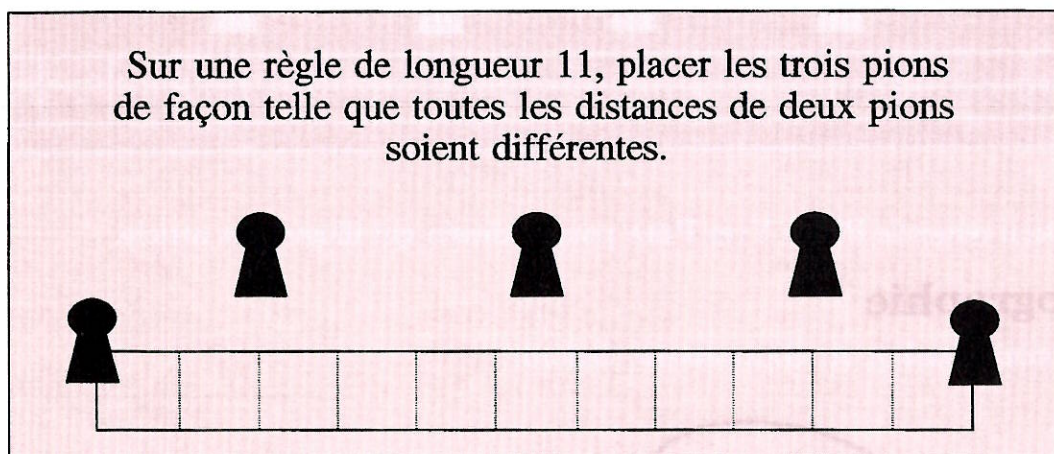 Sur une règle de longueur 11, placer les trois pions
de façon telle que toutes les distances de deux pions
soient différentes.